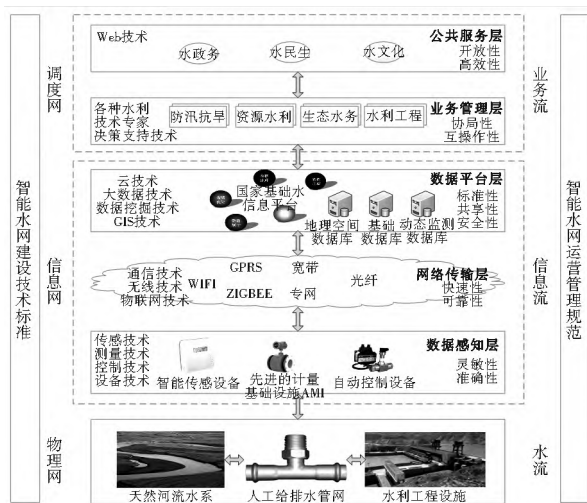 智能水网建设技术标准
调度网
信息网
物理网
Web技术
水政务
水民生
水文化
公共服务层
开放性
高效性
各种水利
技术专家
决策支持技术
防汛抗旱
资源水利
生态水务
水利工程
业务管理层
协局性
互操作性
云技术
大数据技术
数据挖掘技术
GIS技术
国家基础水
信息平台
地理空间
数据库
基础
数据库
动态监测
数据库
数据平台层
标准性
共享性
安全性
通信技术
无线技术
物联网技术
WIFI
GPRS
宽带
ZIGBEE
专网
光纤
网络传输层
快速性
可靠性
传感技术
测量技术
控制技术
设备技术
智能传感设备
先进的计量
基础设施AMI
自动控制设备
数据感知层
灵敏性
准确性
天然河流水系
人工给排水管网
水利工程设施
业务流
信息流
水流
智能水网运营管理规范